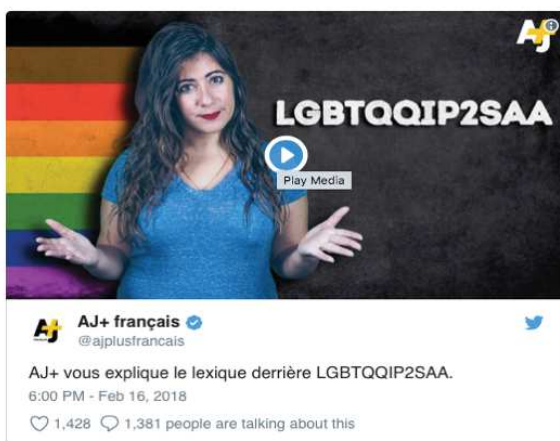 AJ+
LGBTQQIP2SAA
Play Media
AJ+ français
@ajplusfrancais
AJ+ vous explique le lexique derrière LGBTQQIP2SAA.
6:00 PM - Feb 16, 2018
1,428 1,381 people are talking about this